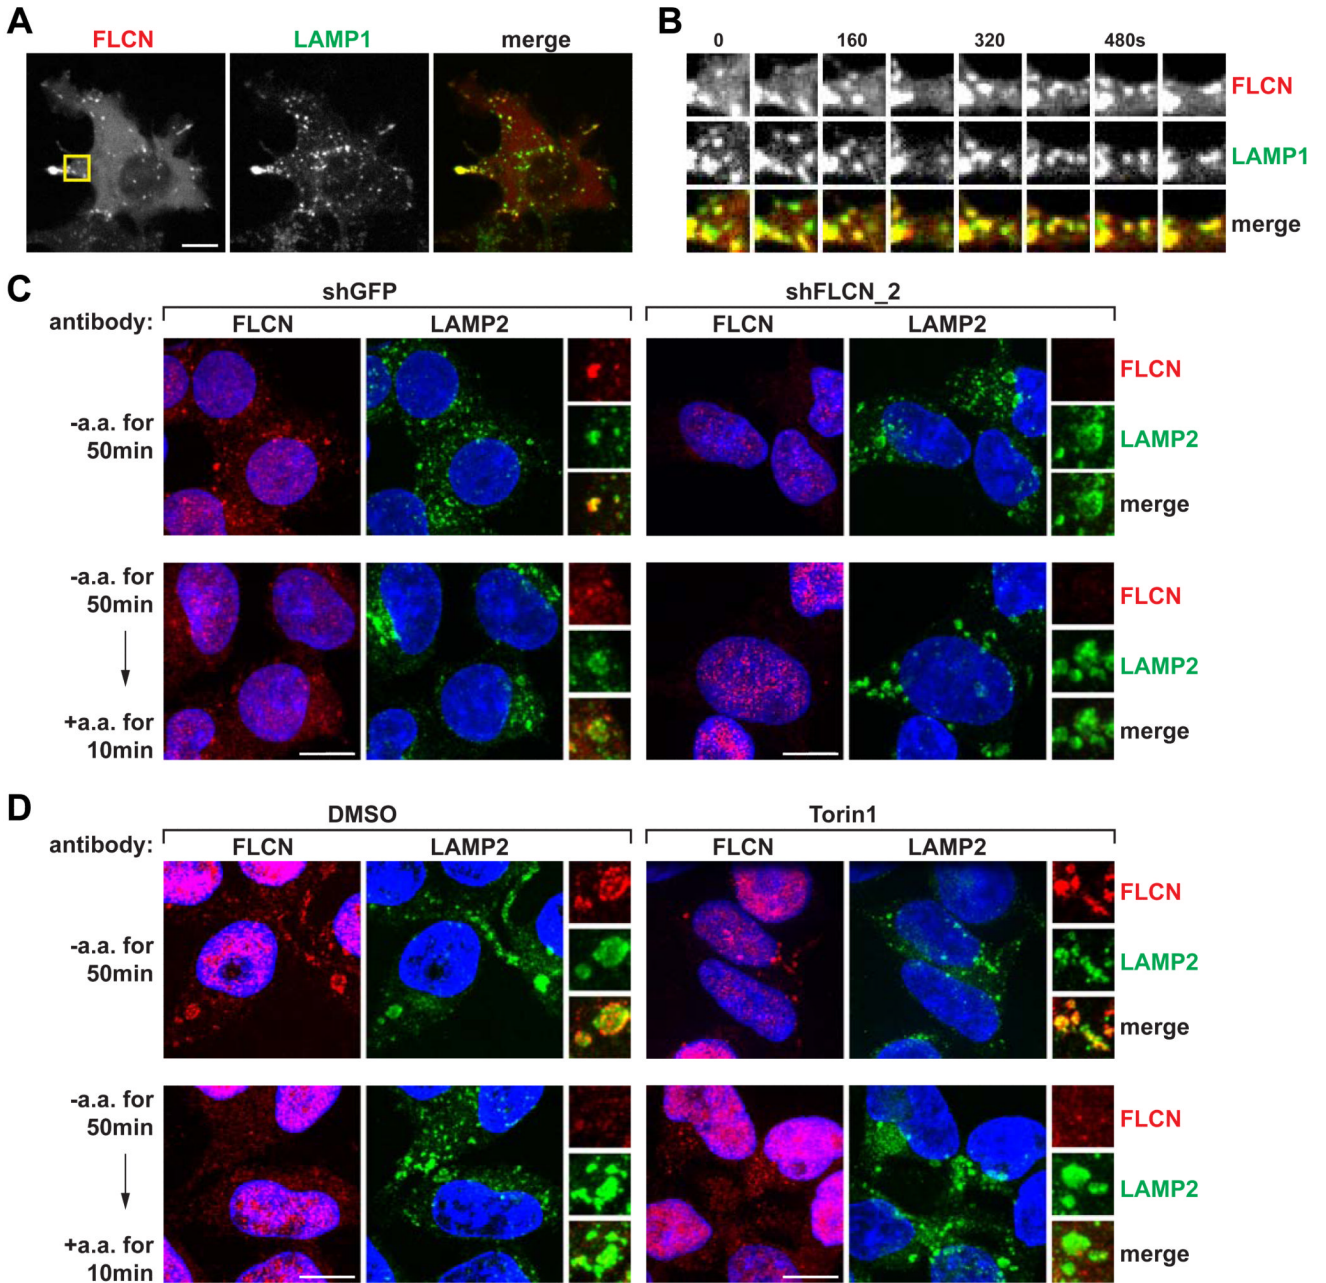 A
FLCN LAMP1 merge
B
0 160 320 480s
FLCN
LAMP1
merge
C
shGFP shFLCN_2
antibody: FLCN LAMP2 FLCN LAMP2
-a.a. for
50min
FLCN
LAMP2
merge
-a.a. for
50min
+a.a. for
10min
FLCN
LAMP2
merge
D
DMSO Torin1
antibody: FLCN LAMP2 FLCN LAMP2
-a.a. for
50min
FLCN
LAMP2
merge
-a.a. for
50min
+a.a. for
10min
FLCN
LAMP2
merge